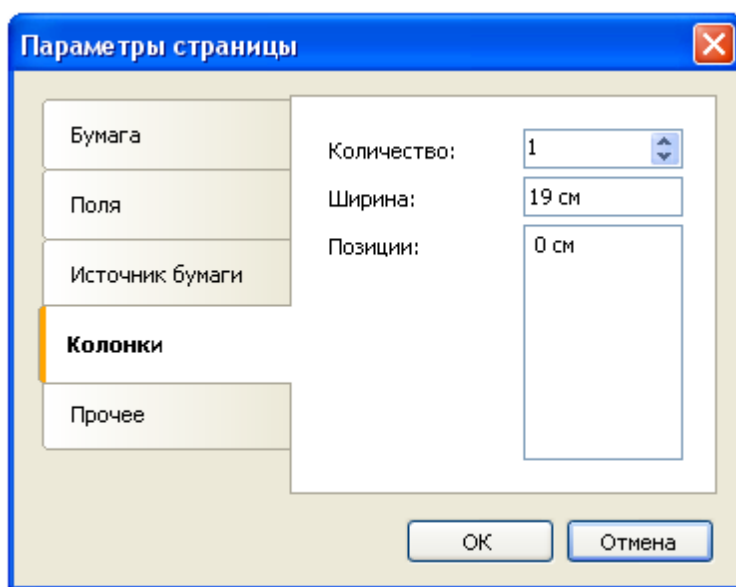 Параметры страницы
Бумага
Поля
Источник бумаги
Колонки
Прочее
Количество: 1
Ширина: 19 см
Позиции: 0 см
ОК Отмена